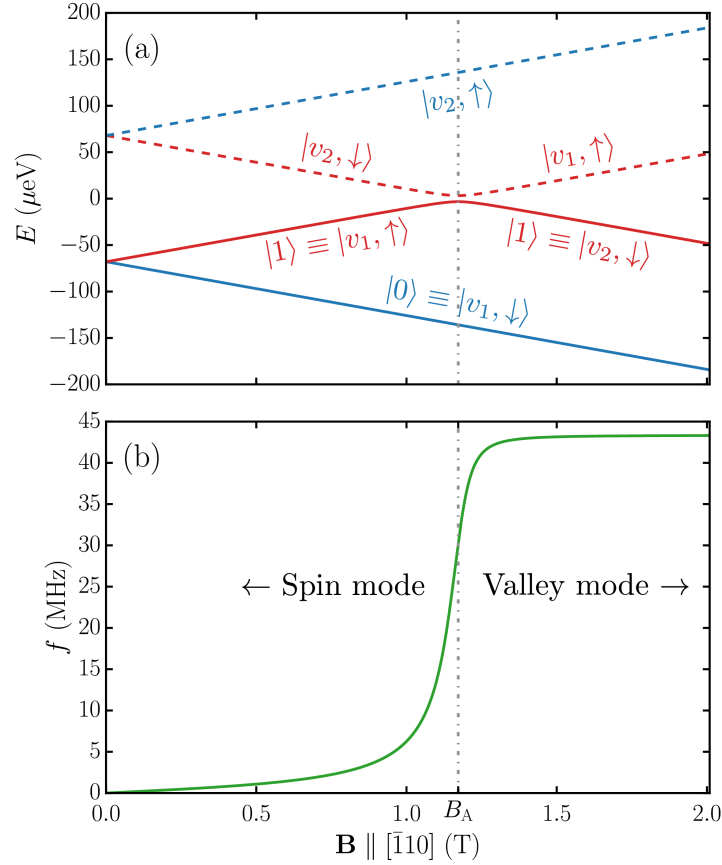 (a)
E (μeV)
200
150
100
50
0
−50
−100
−150
−200
|v₂, ↑⟩
|v₂, ↓⟩
|v₁, ↑⟩
|1⟩ ≡ |v₁, ↑⟩
|1⟩ ≡ |v₂, ↓⟩
|0⟩ ≡ |v₁, ↓⟩
(b)
f (MHz)
45
40
35
30
25
20
15
10
5
0
← Spin mode
Valley mode →
0.0 0.5 1.0 B_A 1.5 2.0
B ∥ [1̄10] (T)